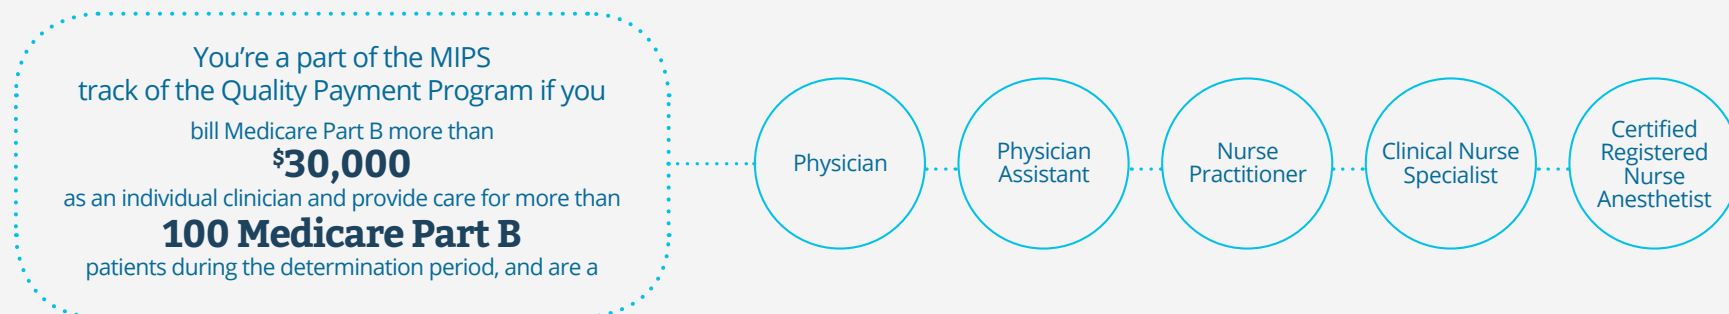 You're a part of the MIPS
track of the Quality Payment Program if you
bill Medicare Part B more than
$30,000
as an individual clinician and provide care for more than
100 Medicare Part B
patients during the determination period, and are a
Physician
Physician
Assistant
Nurse
Practitioner
Clinical Nurse
Specialist
Certified
Registered
Nurse
Anesthetist